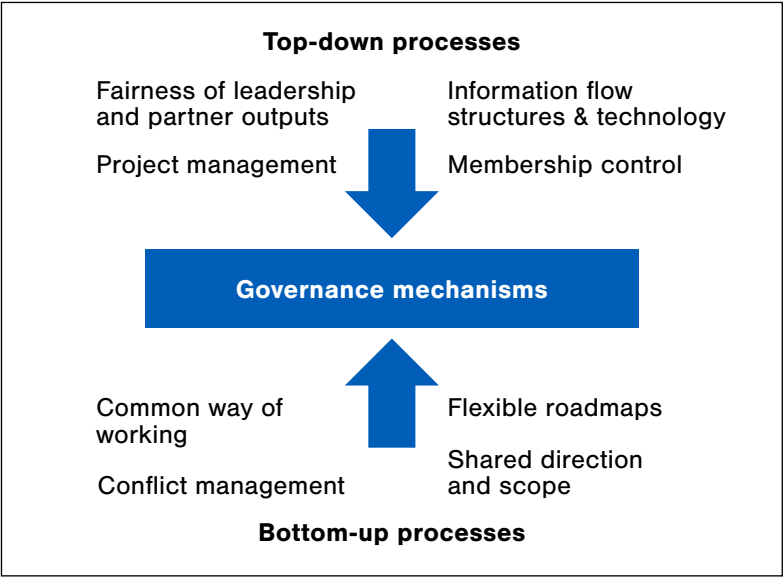 Top-down processes
Fairness of leadership
and partner outputs
Information flow
structures & technology
Project management
Membership control
Governance mechanisms
Common way of
working
Flexible roadmaps
Conflict management
Shared direction
and scope
Bottom-up processes